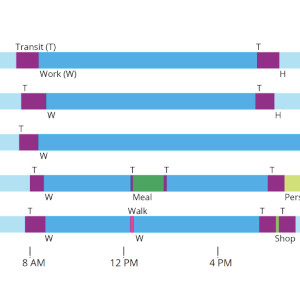 Transit (T) T
Work (W) H
T T
W H
T
W
T T T T
W Meal Pers
T Walk T T
W W Shop
8 AM 12 PM 4 PM